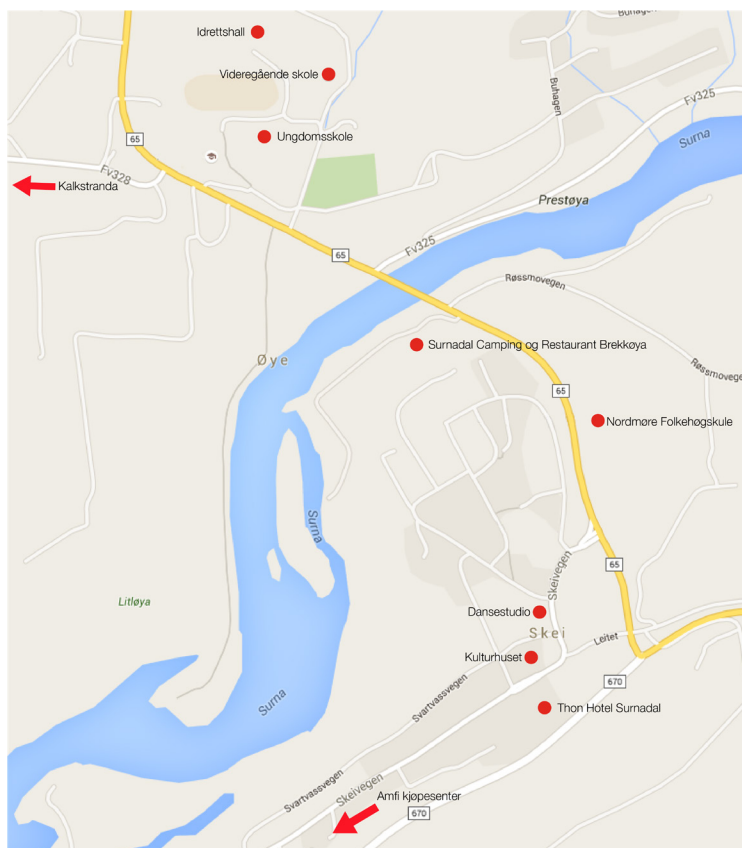 Idrettshall
Buhagen
Videregående skole
Buhagen
Fv325
65
Ungdomsskole
Surna
Fv328
Kalkstranda
Prestøya
65
Fv325
Røssmovegen
Øye
Surnadal Camping og Restaurant Brekkøya
Røssmovegen
65
Nordmøre Folkehøgskule
Surna
Skeivegen
65
Litløya
Dansestudio
Skei
Leitet
Kulturhuset
670
Svartvassvegen
Surna
Thon Hotel Surnadal
Svartvassvegen
Skeivegen
Amfi kjøpesenter
670